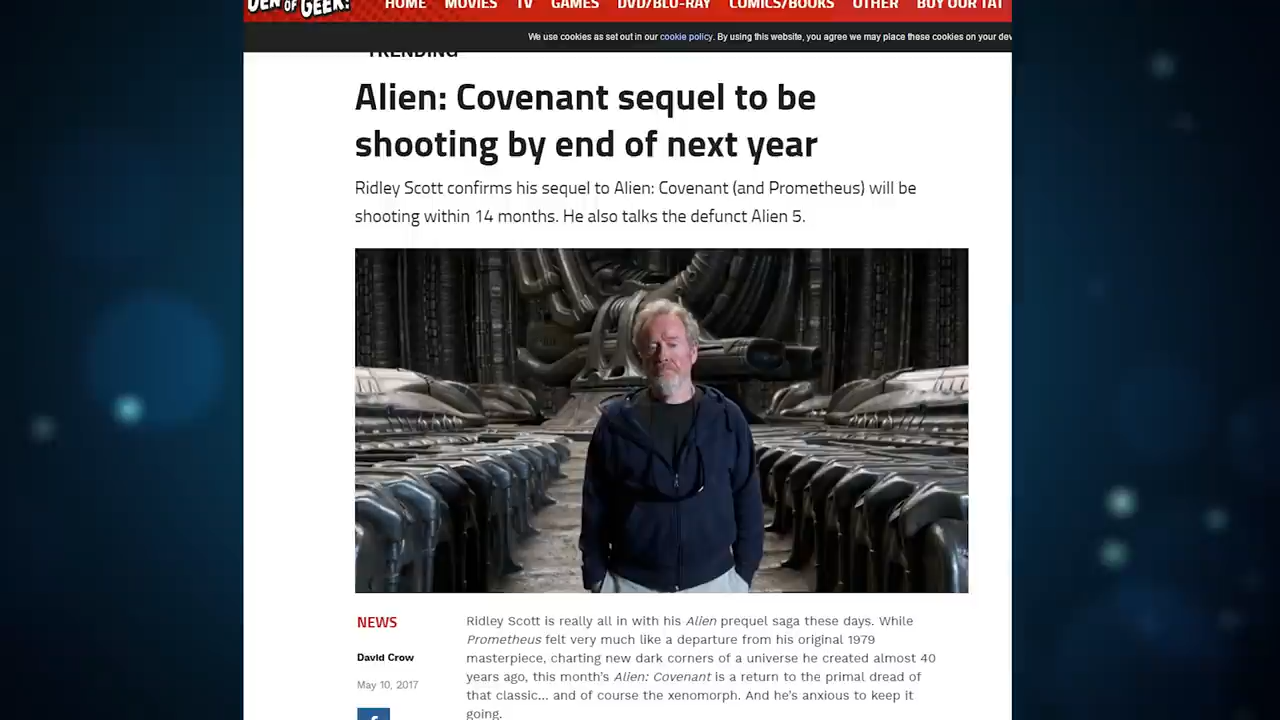 DEN OF GEEK!
HOME MOVIES TV GAMES DVD/BLU-RAY COMICS/BOOKS OTHER BUY OUR
We use cookies as set out in our cookie policy. By using this website, you agree we may place these cookies on your
TRENDING
Alien: Covenant sequel to be
shooting by end of next year
Ridley Scott confirms his sequel to Alien: Covenant (and Prometheus) will be
shooting within 14 months. He also talks the defunct Alien 5.
NEWS
David Crow
May 10, 2017
Ridley Scott is really all in with his Alien prequel saga these days. While
Prometheus felt very much like a departure from his original 1979
masterpiece, charting new dark corners of a universe he created almost 40
years ago, this month's Alien: Covenant is a return to the primal dread of
that classic... and of course the xenomorph. And he's anxious to keep it
going.